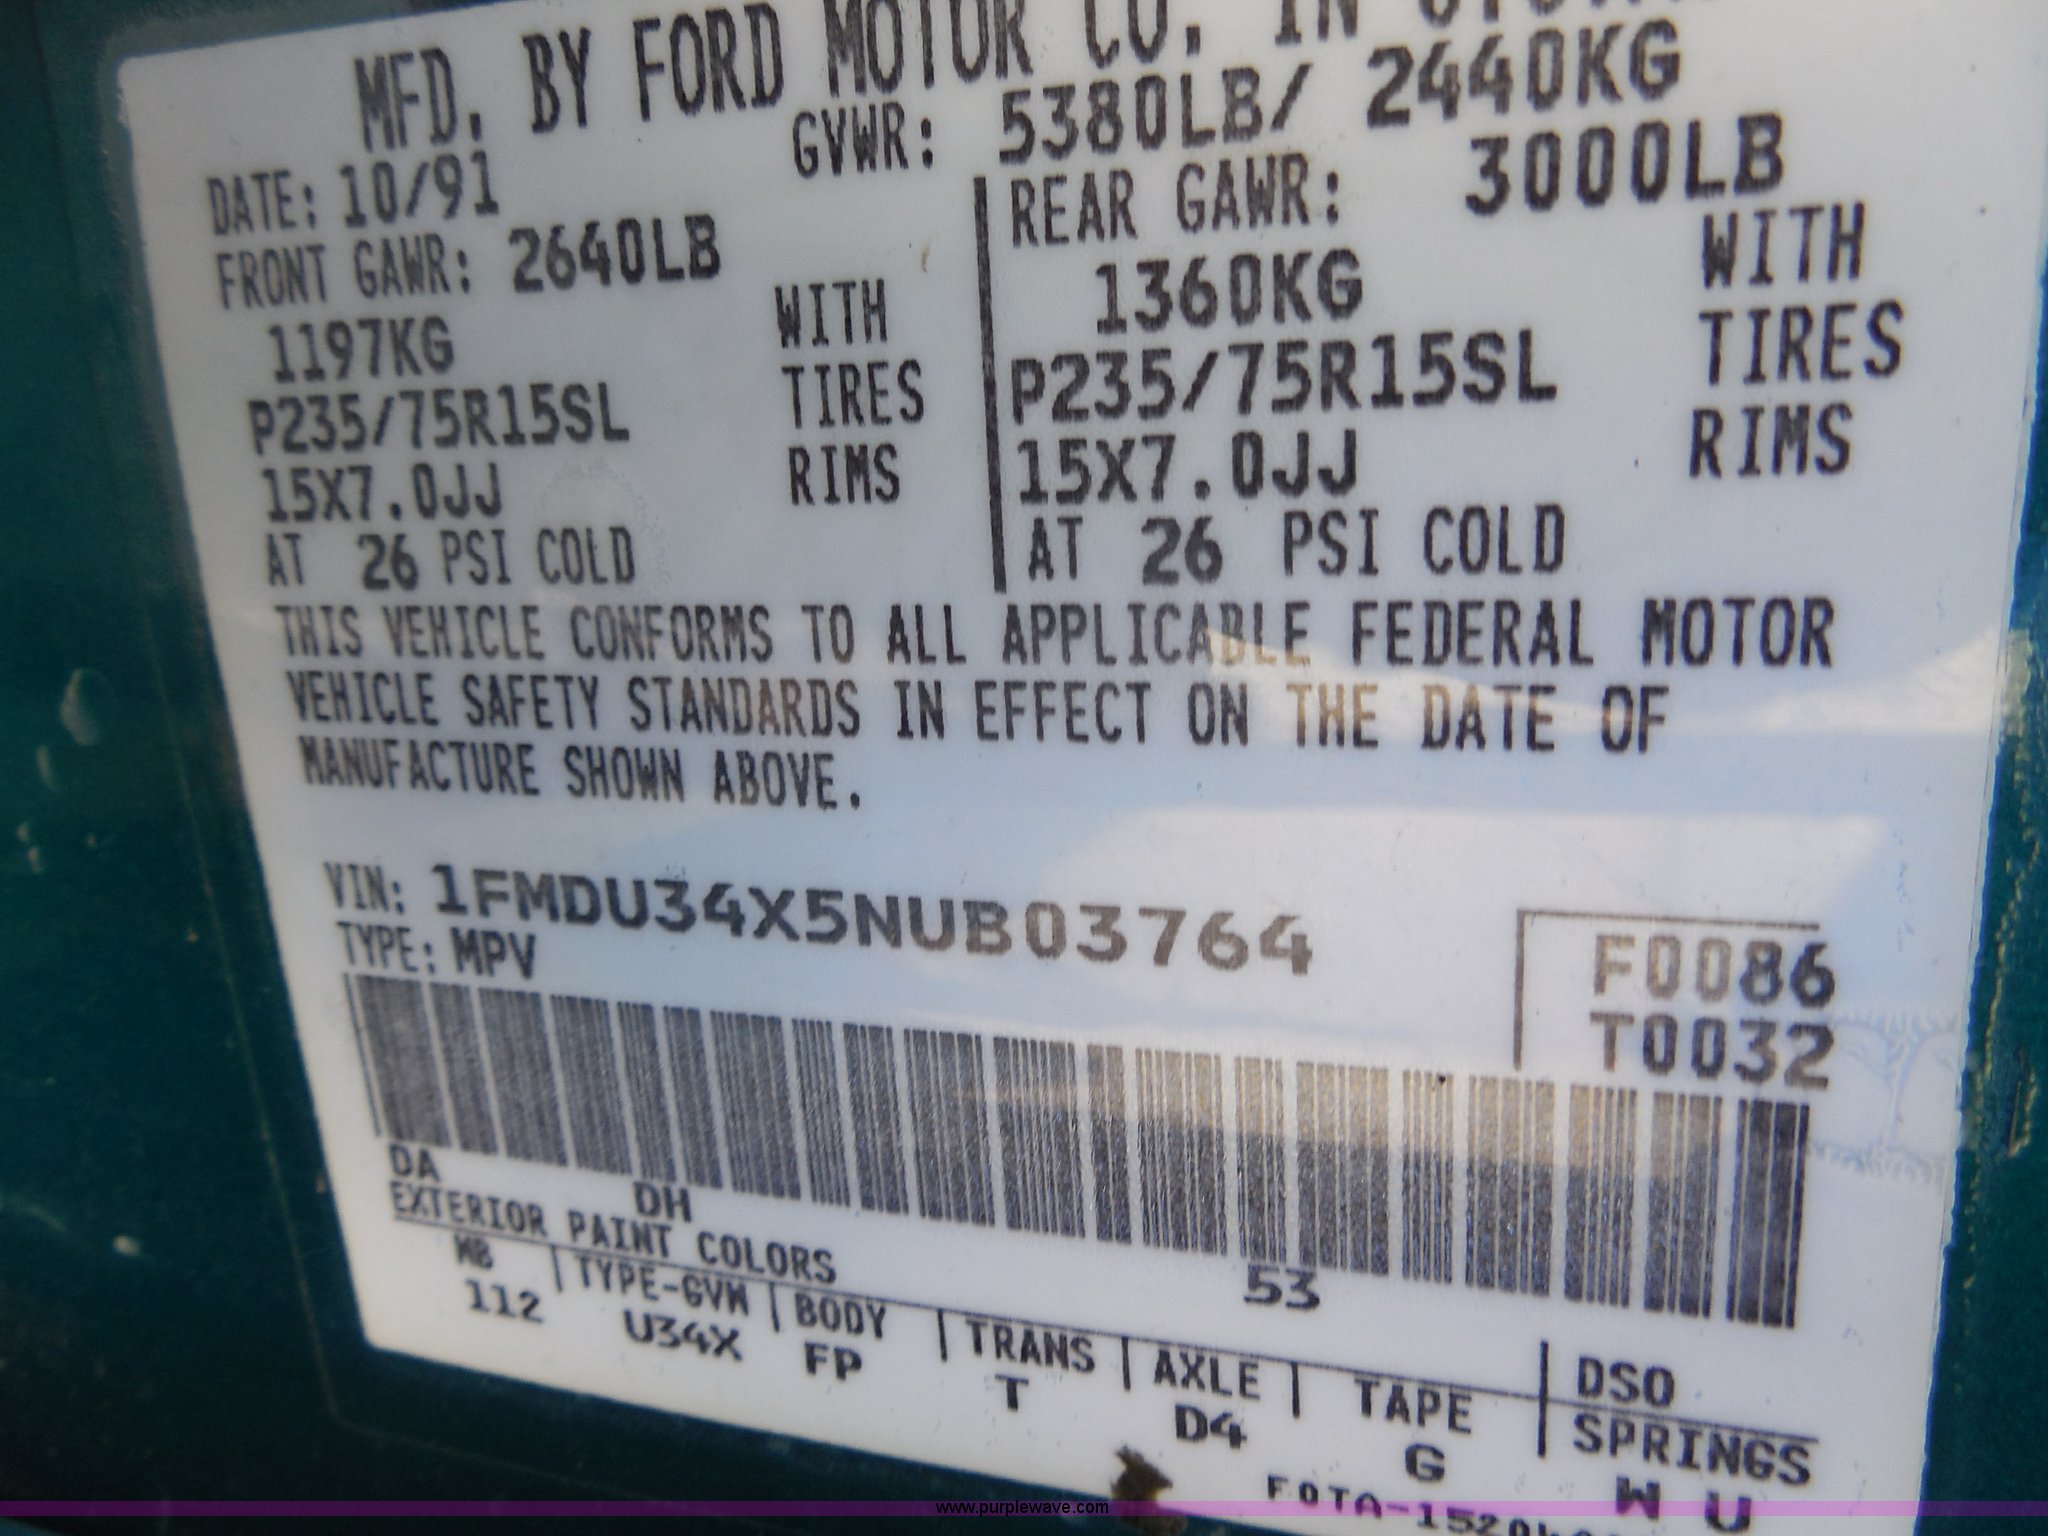 MFD. BY FORD MOTOR CO. IN
DATE: 10/91
GVWR: 5380LB/ 2440KG
FRONT GAWR: 2640LB
1197KG WITH
P235/75R15SL TIRES
15X7.0JJ RIMS
AT 26 PSI COLD
REAR GAWR: 3000LB
1360KG WITH
P235/75R15SL TIRES
15X7.0JJ RIMS
AT 26 PSI COLD
THIS VEHICLE CONFORMS TO ALL APPLICABLE FEDERAL MOTOR
VEHICLE SAFETY STANDARDS IN EFFECT ON THE DATE OF
MANUFACTURE SHOWN ABOVE.
VIN: 1FMDU34X5NUB03764
TYPE: MPV
F0086
T0032
DA DH 53
EXTERIOR PAINT COLORS DSO
WB TYPE-GVW BODY TRANS AXLE TAPE SPRINGS
112 U34X FP T D4 G W U
www.purplewave.com